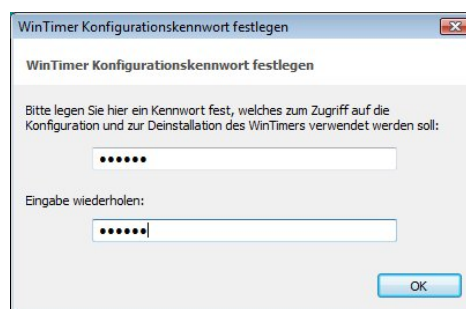 WinTimer Konfigurationskennwort festlegen
WinTimer Konfigurationskennwort festlegen
Bitte legen Sie hier ein Kennwort fest, welches zum Zugriff auf die
Konfiguration und zur Deinstallation des WinTimers verwendet werden soll:
••••••
Eingabe wiederholen:
••••••
OK